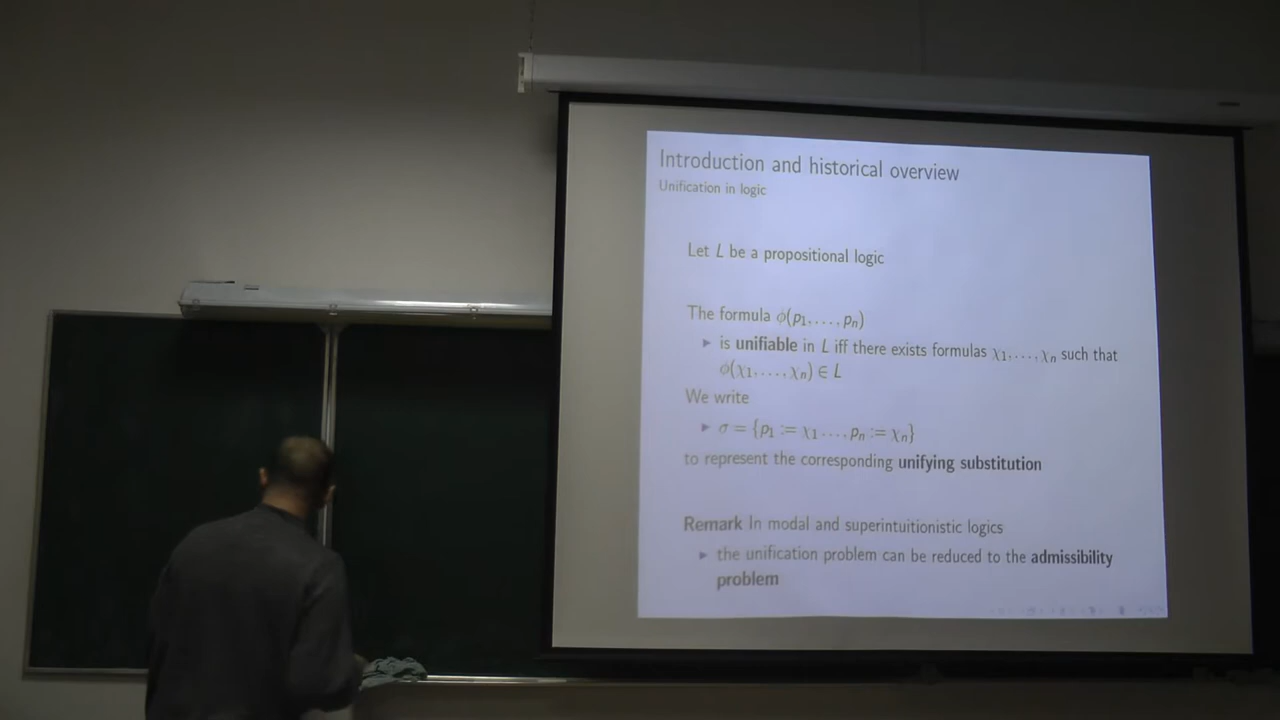 Introduction and historical overview
Unification in logic
Let L be a propositional logic
The formula ϕ(p₁, . . . , pₙ)
▶ is unifiable in L iff there exists formulas χ₁, . . . , χₙ such that
ϕ(χ₁, . . . , χₙ) ∈ L
We write
▶ σ = {p₁ := χ₁ . . . , pₙ := χₙ}
to represent the corresponding unifying substitution
Remark In modal and superintuitionistic logics
▶ the unification problem can be reduced to the admissibility
problem